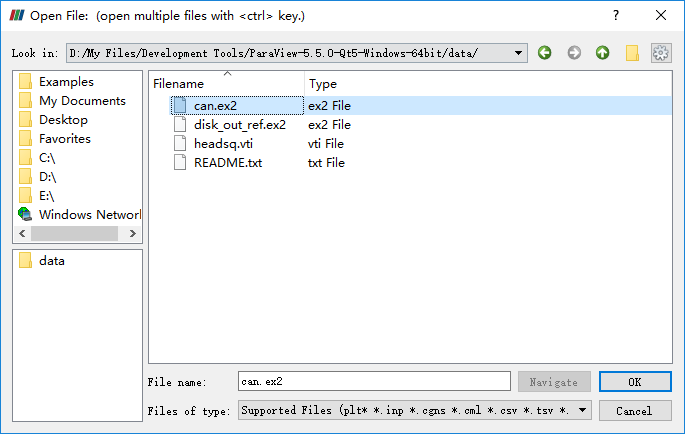 Open File: (open multiple files with <ctrl> key.)
Look in: D:/My Files/Development Tools/ParaView-5.5.0-Qt5-Windows-64bit/data/
Examples
My Documents
Desktop
Favorites
C:\
D:\
E:\
Windows Network
data
Filename Type
can.ex2 ex2 File
disk_out_ref.ex2 ex2 File
headsq.vti vti File
README.txt txt File
File name: can.ex2 Navigate OK
Files of type: Supported Files (plt* *.inp *.cgns *.cml *.csv *.tsv *. Cancel